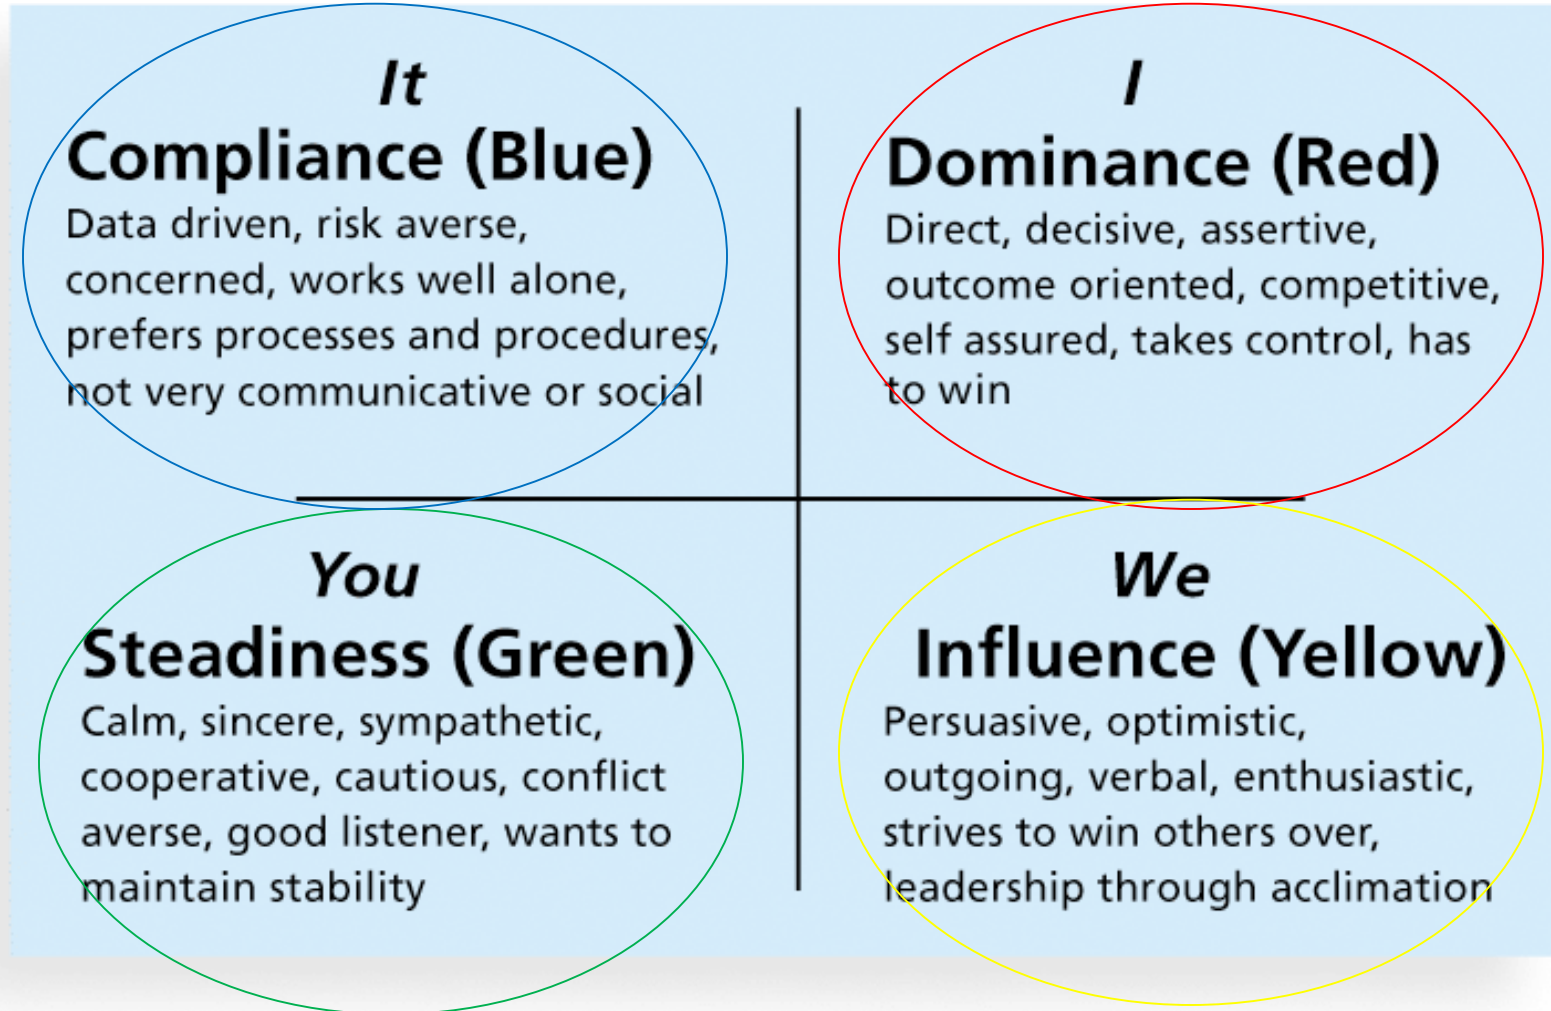 It
Compliance (Blue)
Data driven, risk averse,
concerned, works well alone,
prefers processes and procedures,
not very communicative or social
I
Dominance (Red)
Direct, decisive, assertive,
outcome oriented, competitive,
self assured, takes control, has
to win
You
Steadiness (Green)
Calm, sincere, sympathetic,
cooperative, cautious, conflict
averse, good listener, wants to
maintain stability
We
Influence (Yellow)
Persuasive, optimistic,
outgoing, verbal, enthusiastic,
strives to win others over,
leadership through acclimation